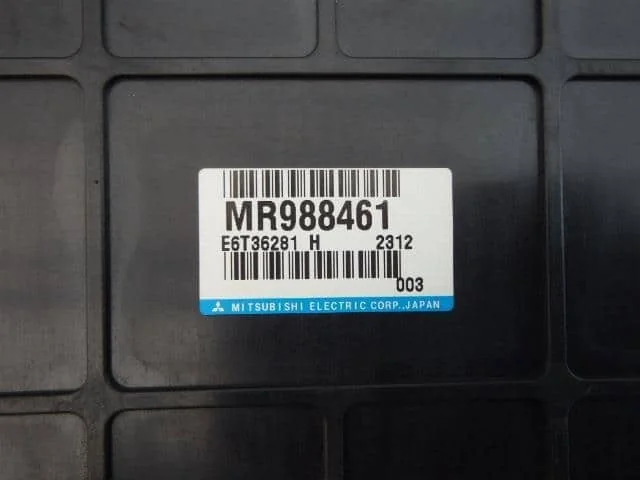 MR988461
E6T36281 H 2312
003
MITSUBISHI ELECTRIC CORP.,JAPAN